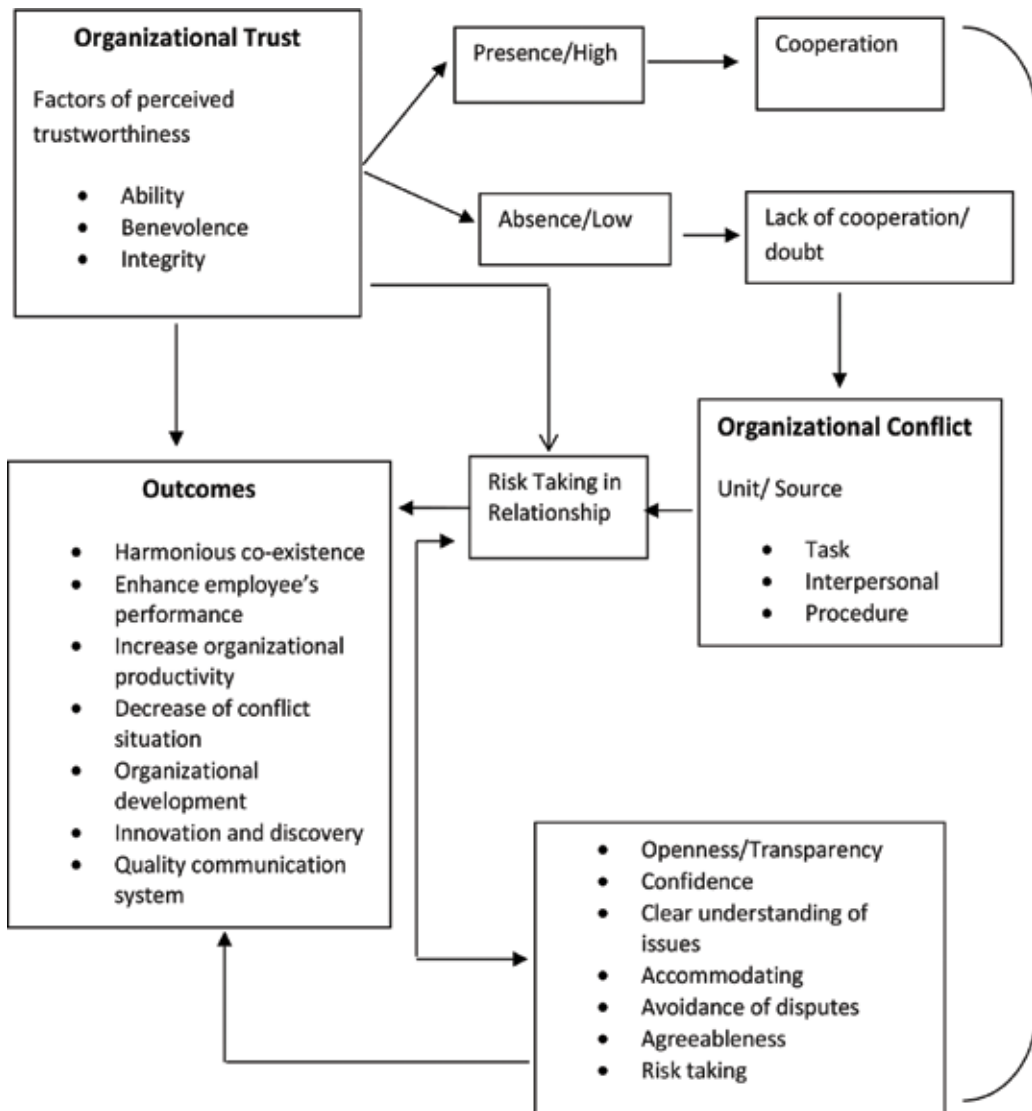 Organizational Trust
Factors of perceived
trustworthiness
• Ability
• Benevolence
• Integrity
Presence/High
Cooperation
Absence/Low
Lack of cooperation/
doubt
Organizational Conflict
Unit/ Source
• Task
• Interpersonal
• Procedure
Risk Taking in
Relationship
Outcomes
• Harmonious co-existence
• Enhance employee’s
performance
• Increase organizational
productivity
• Decrease of conflict
situation
• Organizational
development
• Innovation and discovery
• Quality communication
system
• Openness/Transparency
• Confidence
• Clear understanding of
issues
• Accommodating
• Avoidance of disputes
• Agreeableness
• Risk taking